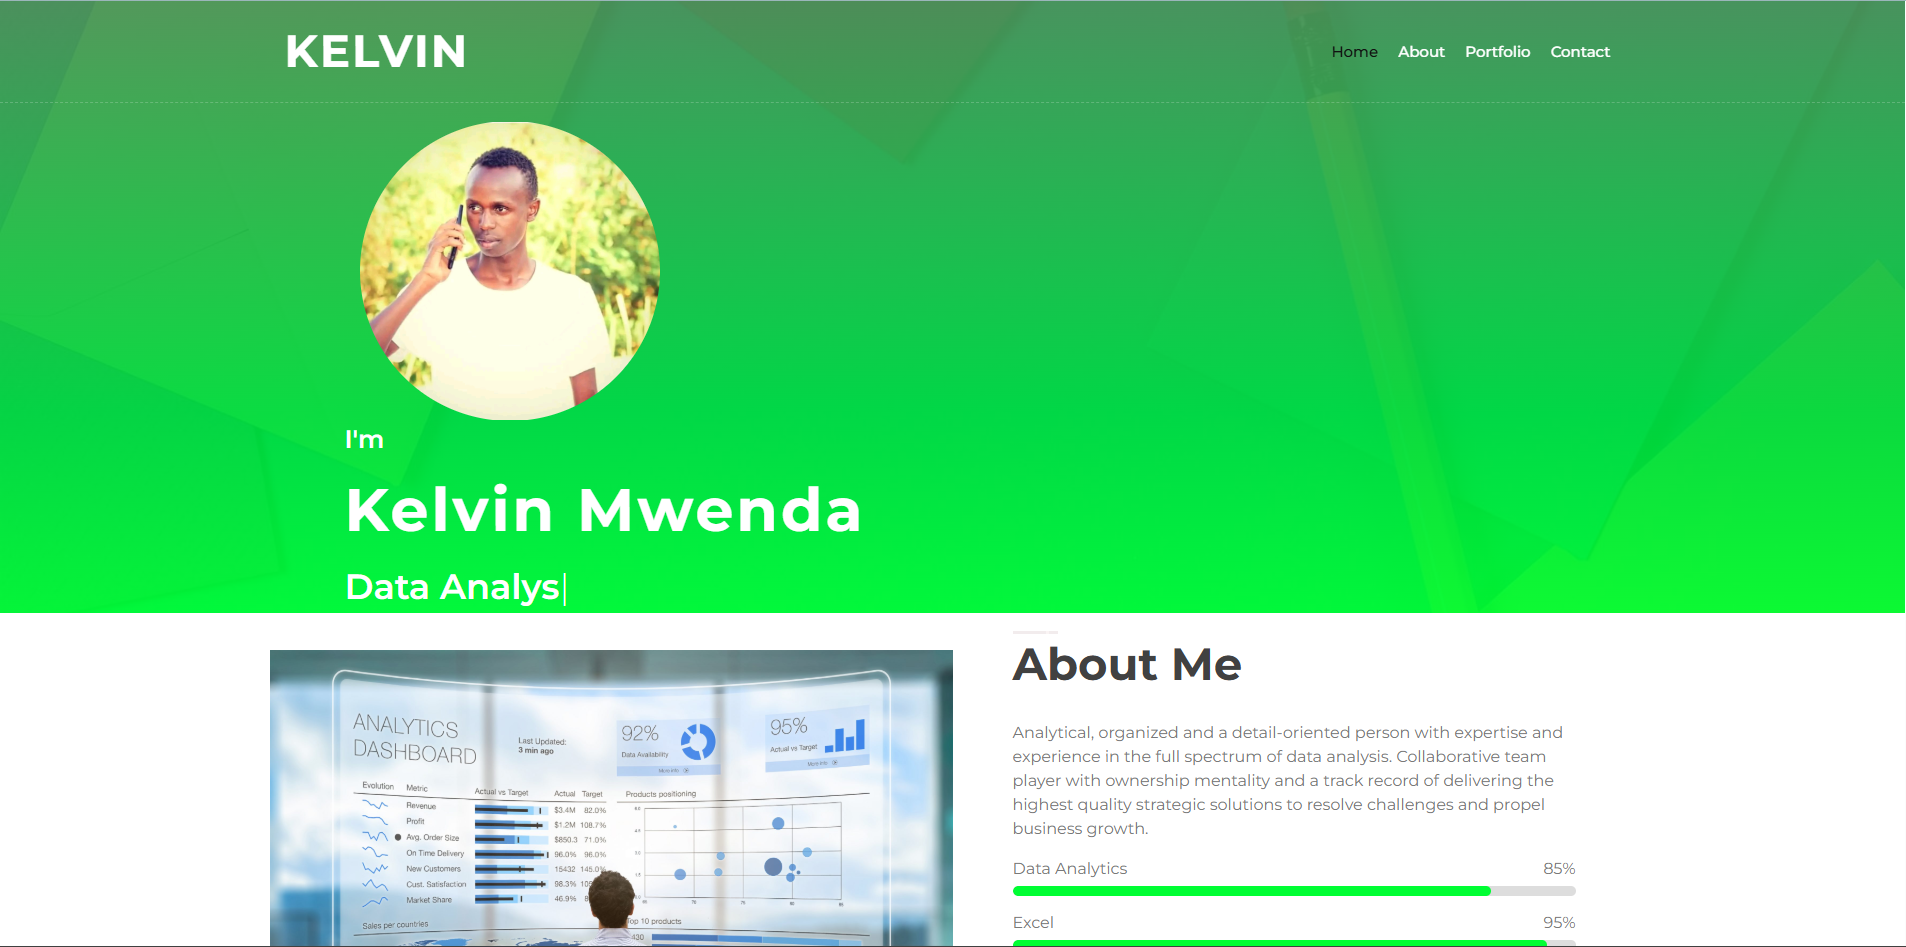 KELVIN
Home About Portfolio Contact
I'm
Kelvin Mwenda
Data Analys
About Me
Analytical, organized and a detail-oriented person with expertise and
experience in the full spectrum of data analysis. Collaborative team
player with ownership mentality and a track record of delivering the
highest quality strategic solutions to resolve challenges and propel
business growth.
Data Analytics 85%
Excel 95%
ANALYTICS
DASHBOARD
Last Updated:
3 min ago
92%
Data Availability
More Info
95%
Actual vs Target
More Info
Evolution Metric Actual vs Target Actual Target
Revenue $3.4M 82.0%
Profit $1.2M 108.7%
Avg. Order Size $850.3 71.0%
On Time Delivery 96.0% 96.0%
New Customers 15432 145.0%
Cust. Satisfaction 98.3%
Market Share 46.9%
Sales per countries
Products positioning
Top 10 products
430